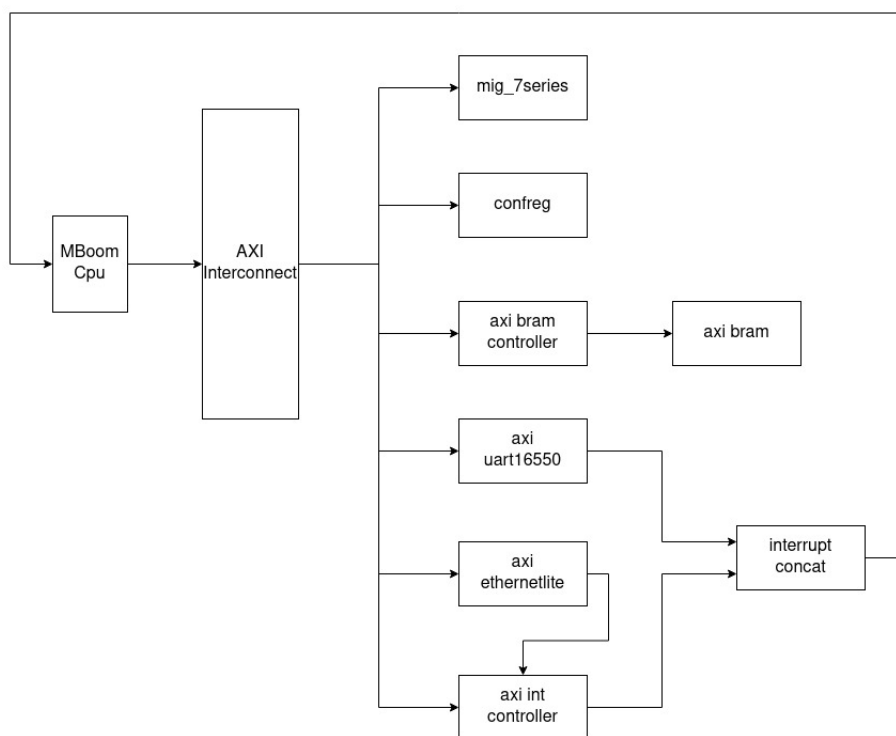 mig_7series
confreg
MBoom
Cpu
AXI
Interconnect
axi bram
controller
axi bram
axi
uart16550
interrupt
concat
axi
ethernetlite
axi int
controller